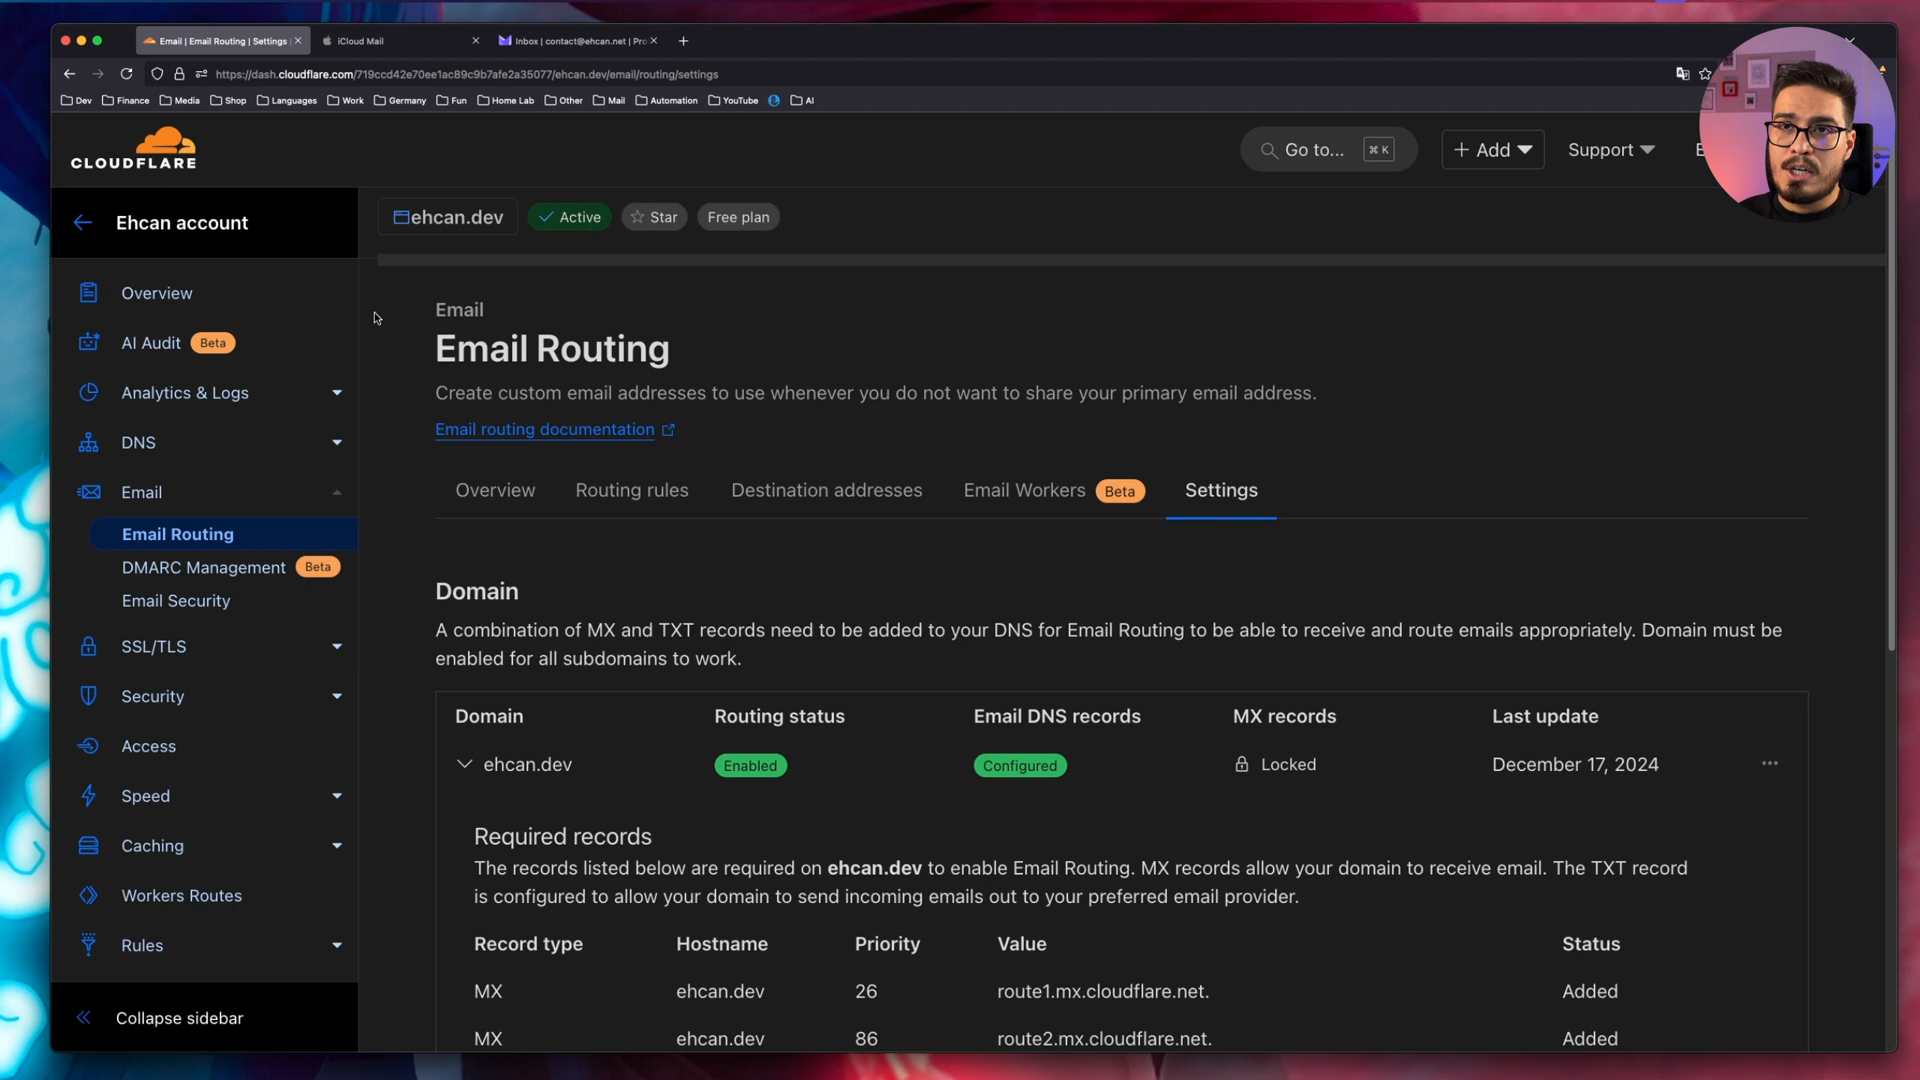 Email | Email Routing | Settings
iCloud Mail
Inbox | contact@ehcan.net | Pro
https://dash.cloudflare.com/719ccd42e70ee1ac89c9b7afe2a35077/ehcan.dev/email/routing/settings
Dev Finance Media Shop Languages Work Germany Fun Home Lab Other Mail Automation YouTube AI
CLOUDFLARE
Go to... ⌘ K
+ Add
Support
Ehcan account
ehcan.dev
Active
Star
Free plan
Overview
AI Audit Beta
Analytics & Logs
DNS
Email
Email Routing
DMARC Management Beta
Email Security
SSL/TLS
Security
Access
Speed
Caching
Workers Routes
Rules
Collapse sidebar
Email
Email Routing
Create custom email addresses to use whenever you do not want to share your primary email address.
Email routing documentation
Overview Routing rules Destination addresses Email Workers Beta Settings
Domain
A combination of MX and TXT records need to be added to your DNS for Email Routing to be able to receive and route emails appropriately. Domain must be
enabled for all subdomains to work.
Domain Routing status Email DNS records MX records Last update
ehcan.dev Enabled Configured Locked December 17, 2024
Required records
The records listed below are required on ehcan.dev to enable Email Routing. MX records allow your domain to receive email. The TXT record
is configured to allow your domain to send incoming emails out to your preferred email provider.
Record type Hostname Priority Value Status
MX ehcan.dev 26 route1.mx.cloudflare.net. Added
MX ehcan.dev 86 route2.mx.cloudflare.net. Added